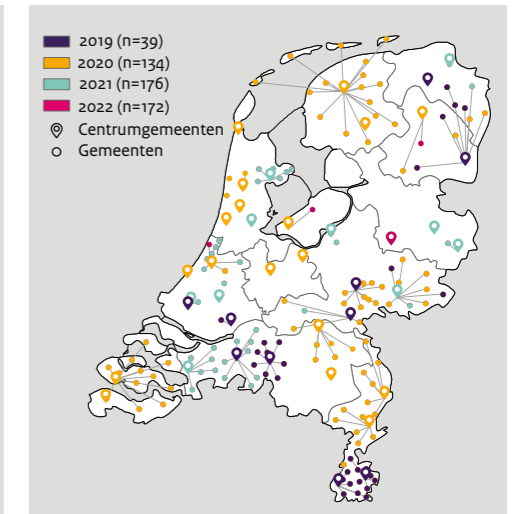 2019 (n=39)
2020 (n=134)
2021 (n=176)
2022 (n=172)
Centrumgemeenten
Gemeenten